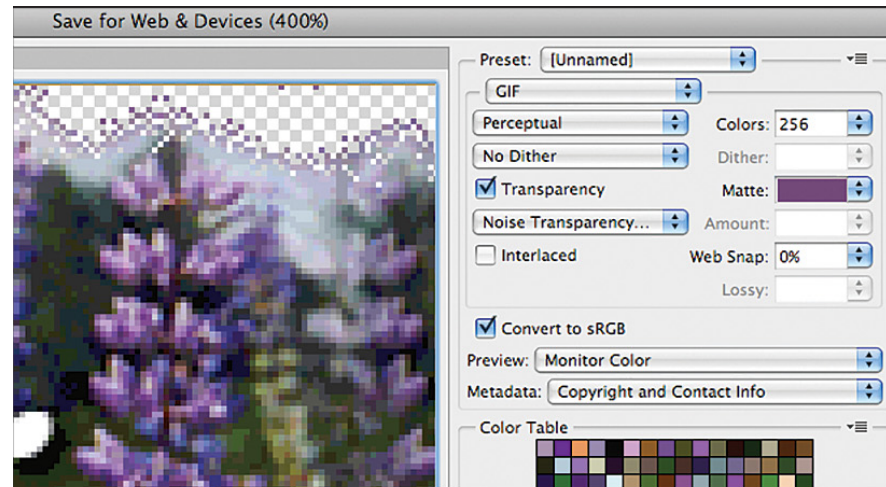 Save for Web & Devices (400%)
Preset: [Unnamed]
GIF
Perceptual Colors: 256
No Dither Dither:
Transparency Matte:
Noise Transparency... Amount:
Interlaced Web Snap: 0%
Lossy:
Convert to sRGB
Preview: Monitor Color
Metadata: Copyright and Contact Info
Color Table